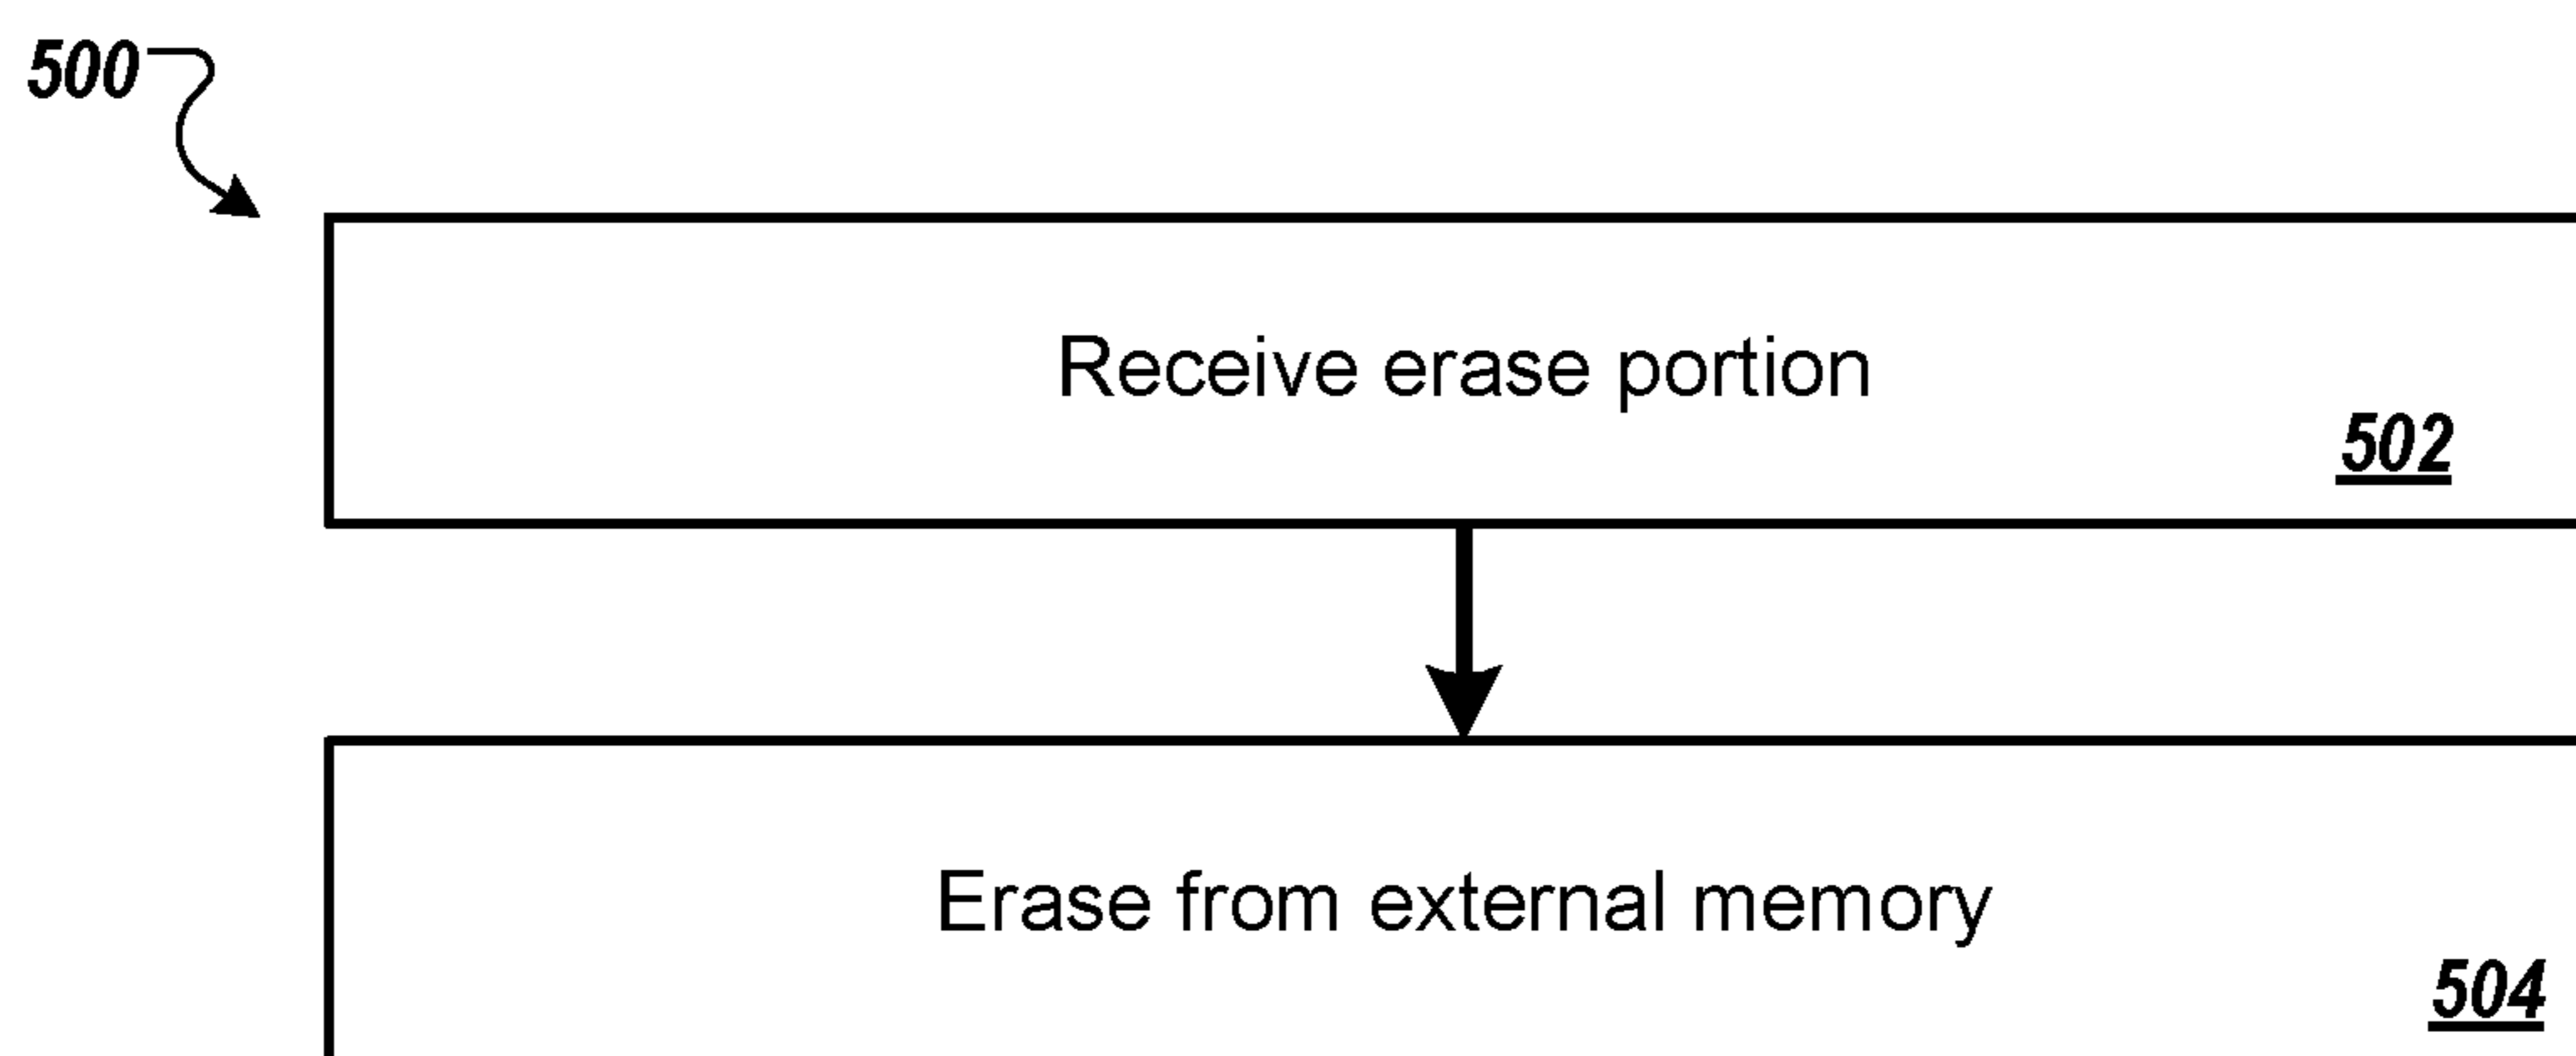 500
Receive erase portion
502
Erase from external memory
504